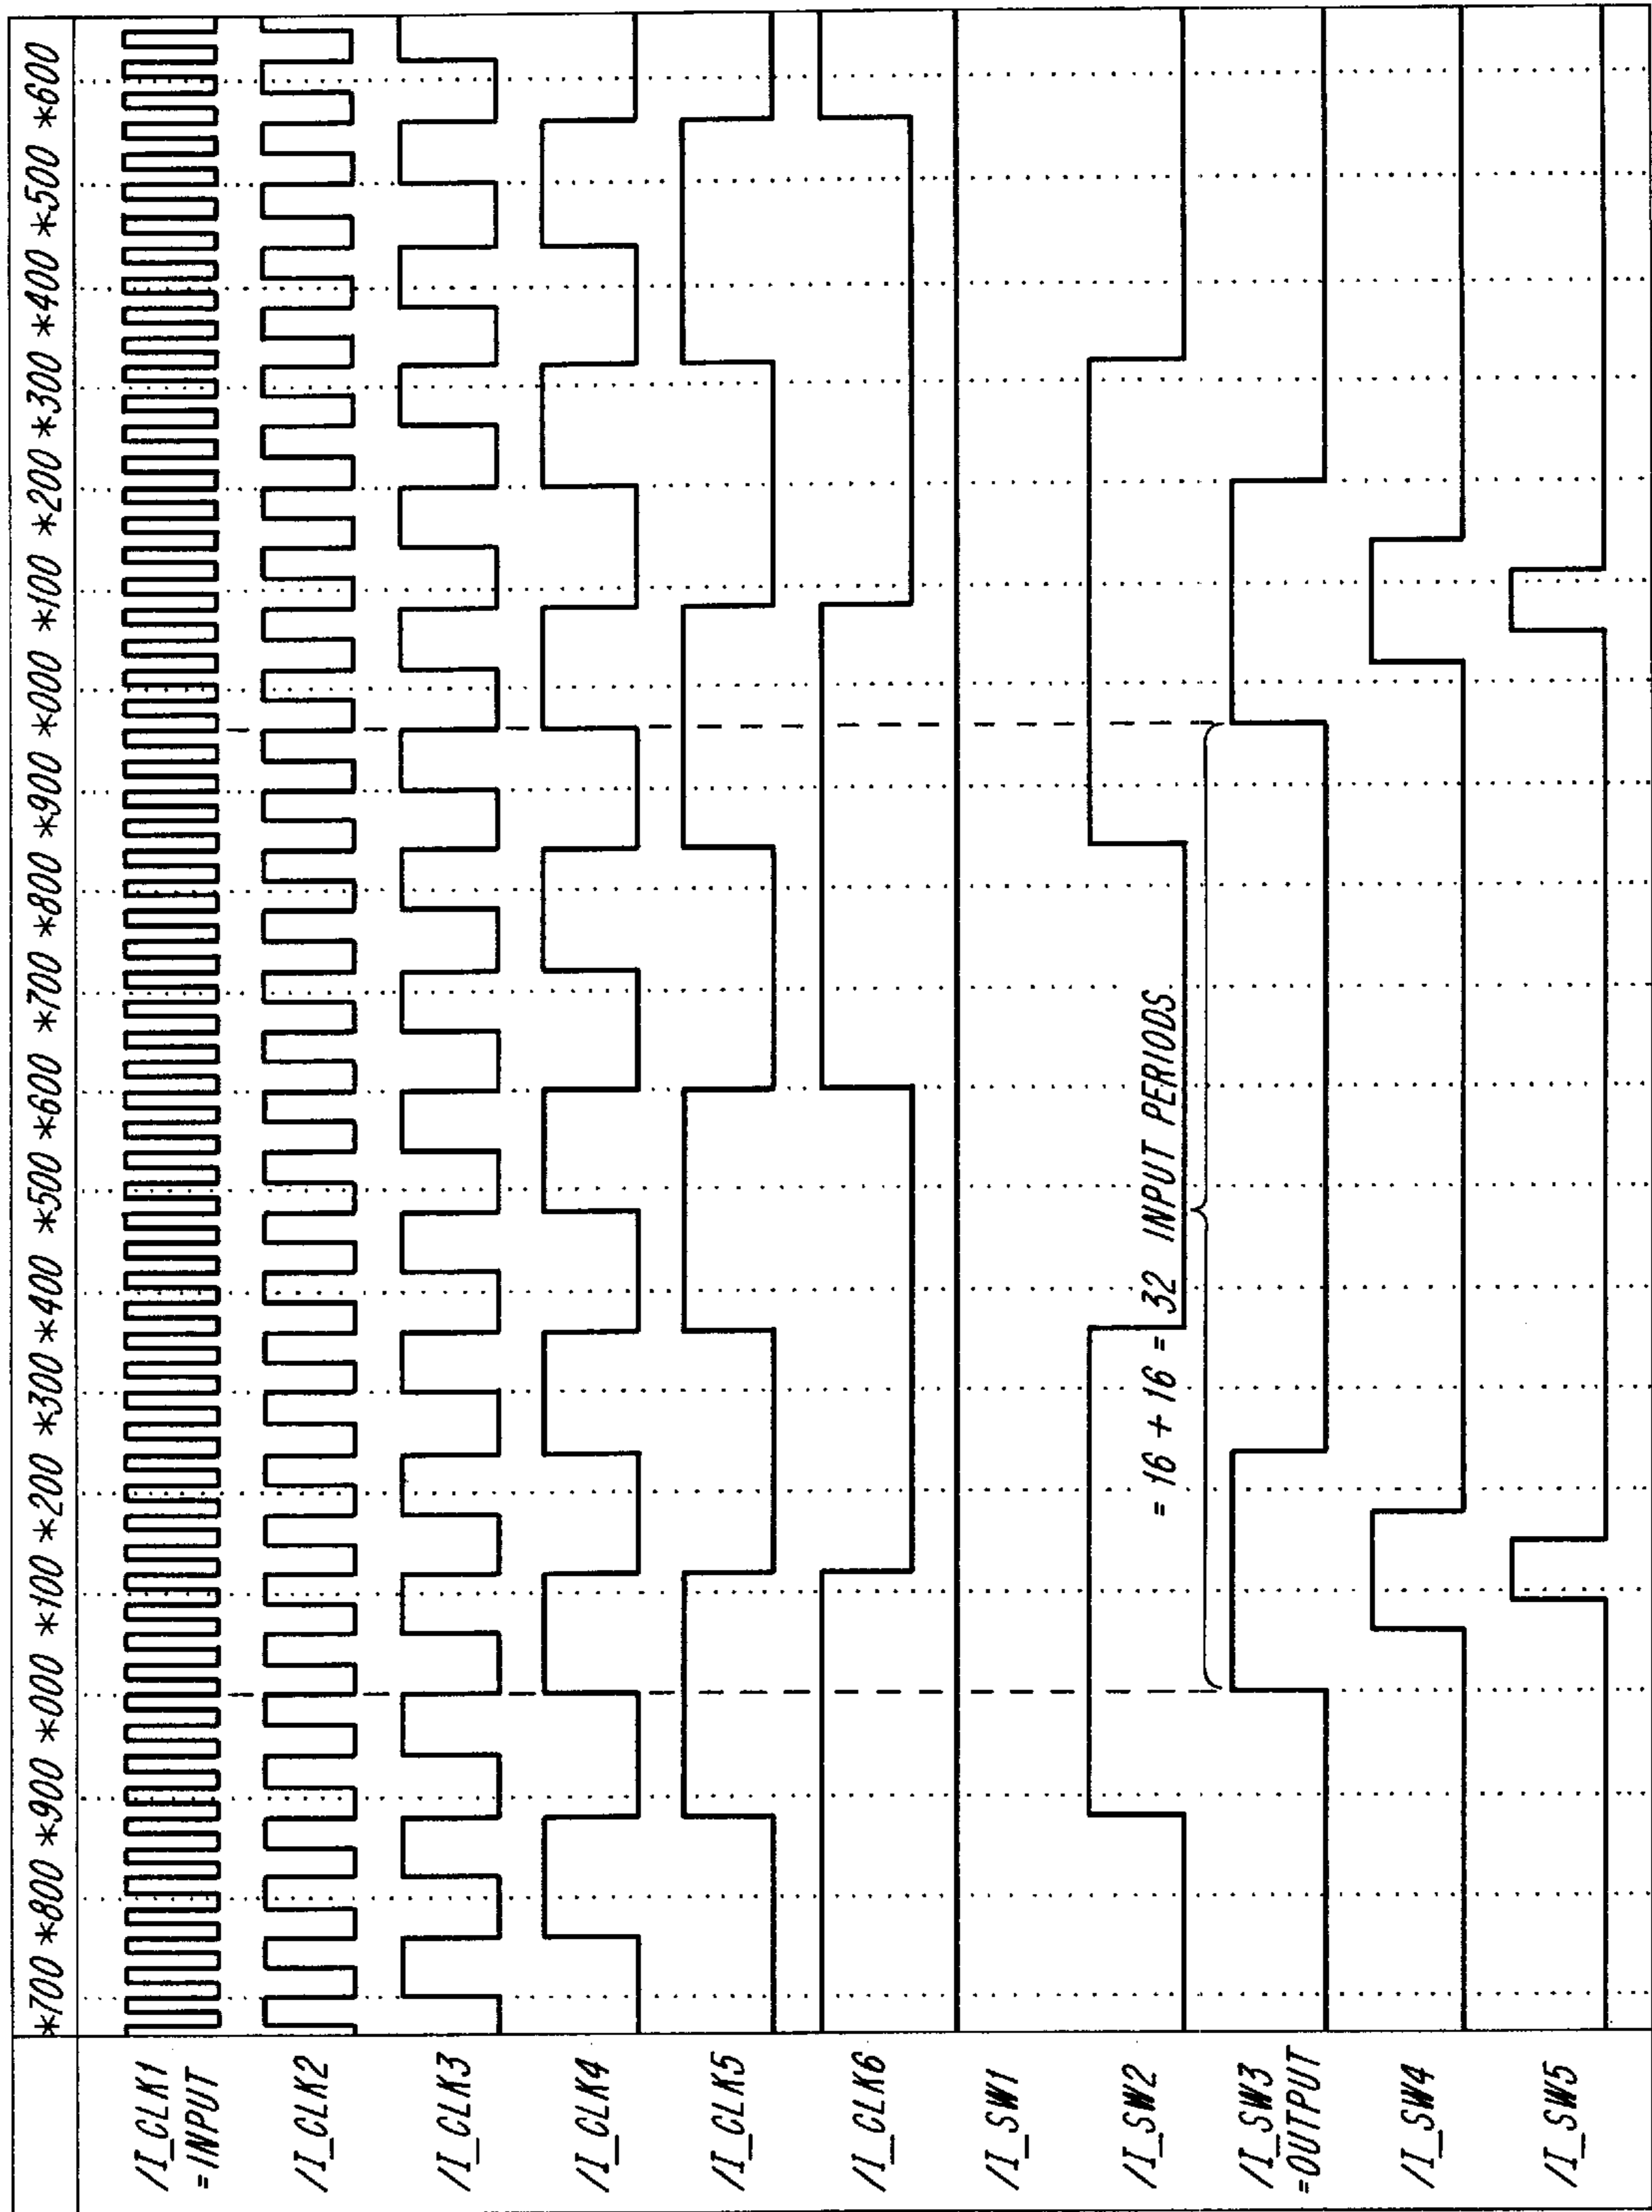 *700 *800 *900 *000 *100 *200 *300 *400 *500 *600 *700 *800 *900 *000 *100 *200 *300 *400 *500 *600
/I_CLK1
=INPUT
/I_CLK2
/I_CLK3
/I_CLK4
/I_CLK5
/I_CLK6
/I_SW1
/I_SW2
= 16 + 16 = 32 INPUT PERIODS
/I_SW3
=OUTPUT
/I_SW4
/I_SW5